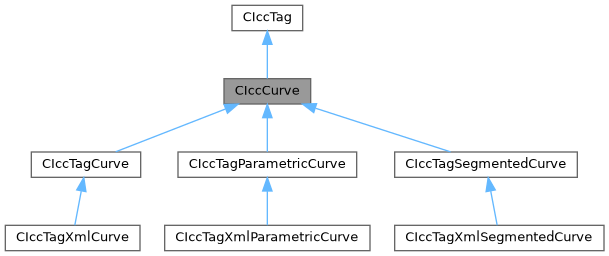 CIccTag
CIccCurve
CIccTagCurve
CIccTagParametricCurve
CIccTagSegmentedCurve
CIccTagXmlCurve
CIccTagXmlParametricCurve
CIccTagXmlSegmentedCurve